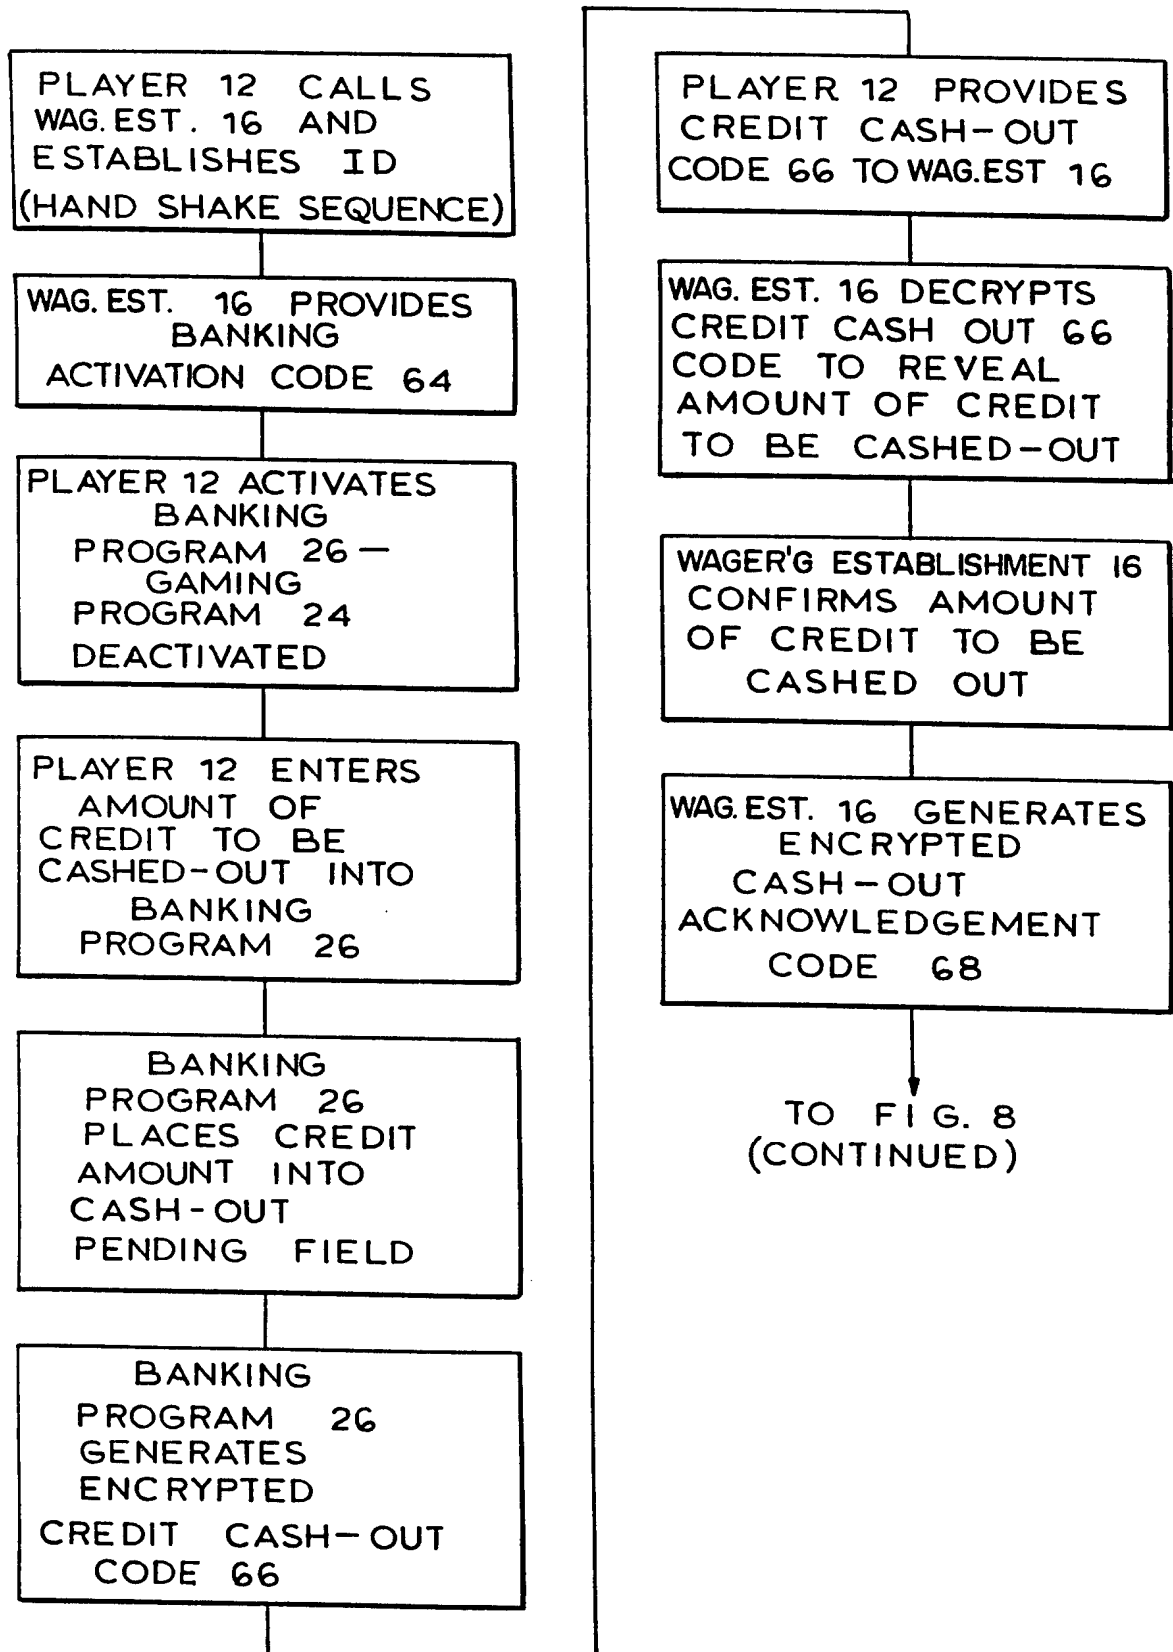 PLAYER 12 CALLS
WAG. EST. 16 AND
ESTABLISHES ID
(HAND SHAKE SEQUENCE)
WAG. EST. 16 PROVIDES
BANKING
ACTIVATION CODE 64
PLAYER 12 ACTIVATES
BANKING
PROGRAM 26 —
GAMING
PROGRAM 24
DEACTIVATED
PLAYER 12 ENTERS
AMOUNT OF
CREDIT TO BE
CASHED-OUT INTO
BANKING
PROGRAM 26
BANKING
PROGRAM 26
PLACES CREDIT
AMOUNT INTO
CASH-OUT
PENDING FIELD
BANKING
PROGRAM 26
GENERATES
ENCRYPTED
CREDIT CASH-OUT
CODE 66
PLAYER 12 PROVIDES
CREDIT CASH-OUT
CODE 66 TO WAG.EST 16
WAG. EST. 16 DECRYPTS
CREDIT CASH OUT 66
CODE TO REVEAL
AMOUNT OF CREDIT
TO BE CASHED-OUT
WAGER'G ESTABLISHMENT 16
CONFIRMS AMOUNT
OF CREDIT TO BE
CASHED OUT
WAG. EST. 16 GENERATES
ENCRYPTED
CASH-OUT
ACKNOWLEDGEMENT
CODE 68
TO FIG. 8
(CONTINUED)